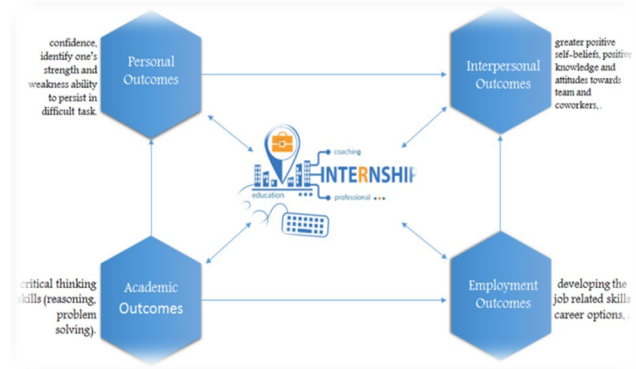 confidence,
identify one's
strength and
weakness ability
to persist in
difficult task.
Personal
Outcomes
Interpersonal
Outcomes
greater positive
self-beliefs, positive
knowledge and
attitudes towards
team and
coworkers, .
coaching
INTERNSHIP
education
professional
critical thinking
skills (reasoning,
problem
solving).
Academic
Outcomes
Employment
Outcomes
developing the
job related skills
career options, .